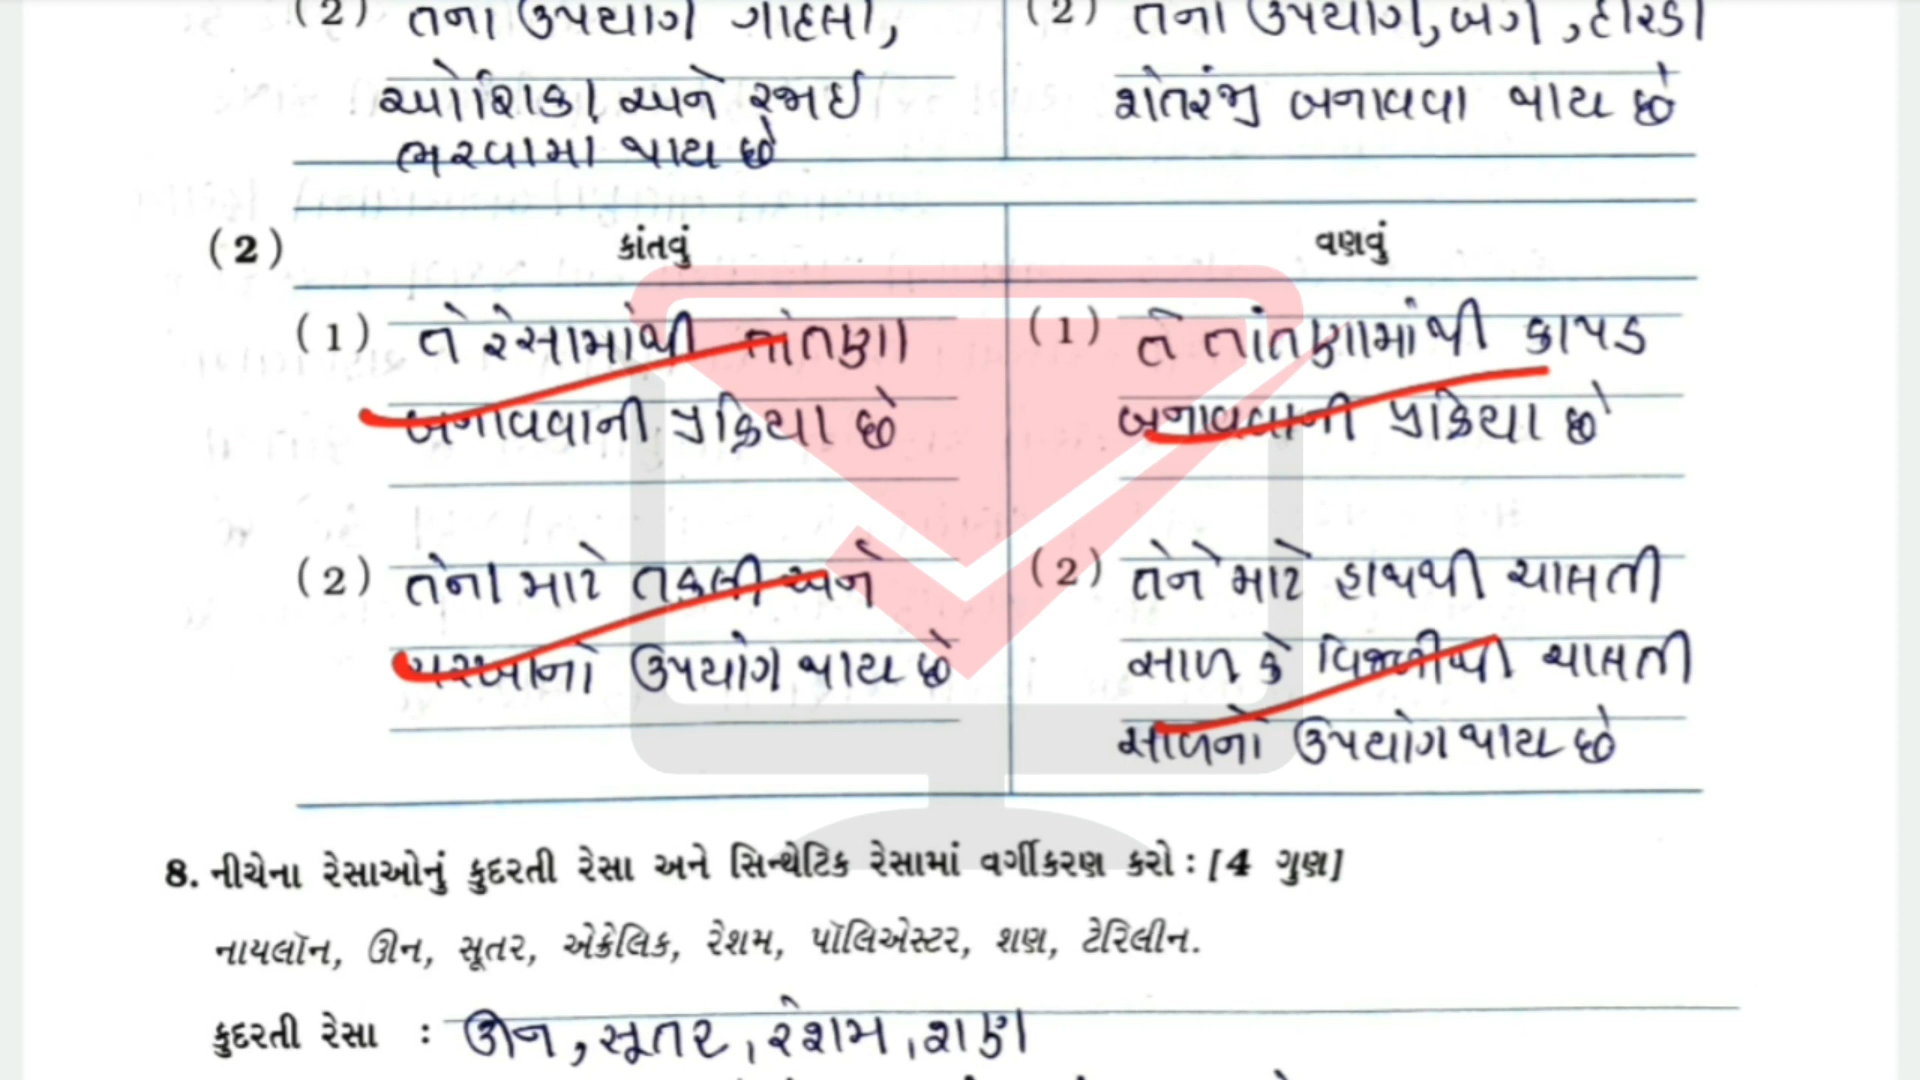 (2) તેનો ઉપયોગ ગાદલાં, (2) તેનો ઉપયોગ, બેગ, દોરડાં
ઓશિકા અને રજાઈ શેતરંજી બનાવવા થાય છે
ભરવામાં થાય છે
(2) કાંતવું વણવું
(1) તે રેસામાંથી તાંતણા (1) તે તાંતણામાંથી કાપડ
બનાવવાની પ્રક્રિયા છે બનાવવાની પ્રક્રિયા છે
(2) તેના માટે તકલી અને (2) તેને માટે હાથથી ચાલતી
ચરખાનો ઉપયોગ થાય છે સાળ કે વિજળીથી ચાલતી
સાળનો ઉપયોગ થાય છે
8. નીચેના રેસાઓનું કુદરતી રેસા અને સિન્થેટિક રેસામાં વર્ગીકરણ કરો : [4 ગુણ]
નાયલૉન, ઊન, સૂતર, એક્રેલિક, રેશમ, પૉલિએસ્ટર, શણ, ટેરિલીન.
કુદરતી રેસા : ઊન, સૂતર, રેશમ, શણ